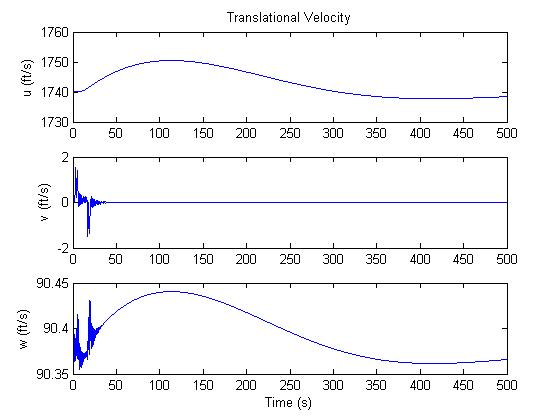 Translational Velocity
1760
1750
1740
1730
u (ft/s)
0 50 100 150 200 250 300 350 400 450 500
2
0
-2
v (ft/s)
0 50 100 150 200 250 300 350 400 450 500
90.45
90.4
90.35
w (ft/s)
0 50 100 150 200 250 300 350 400 450 500
Time (s)